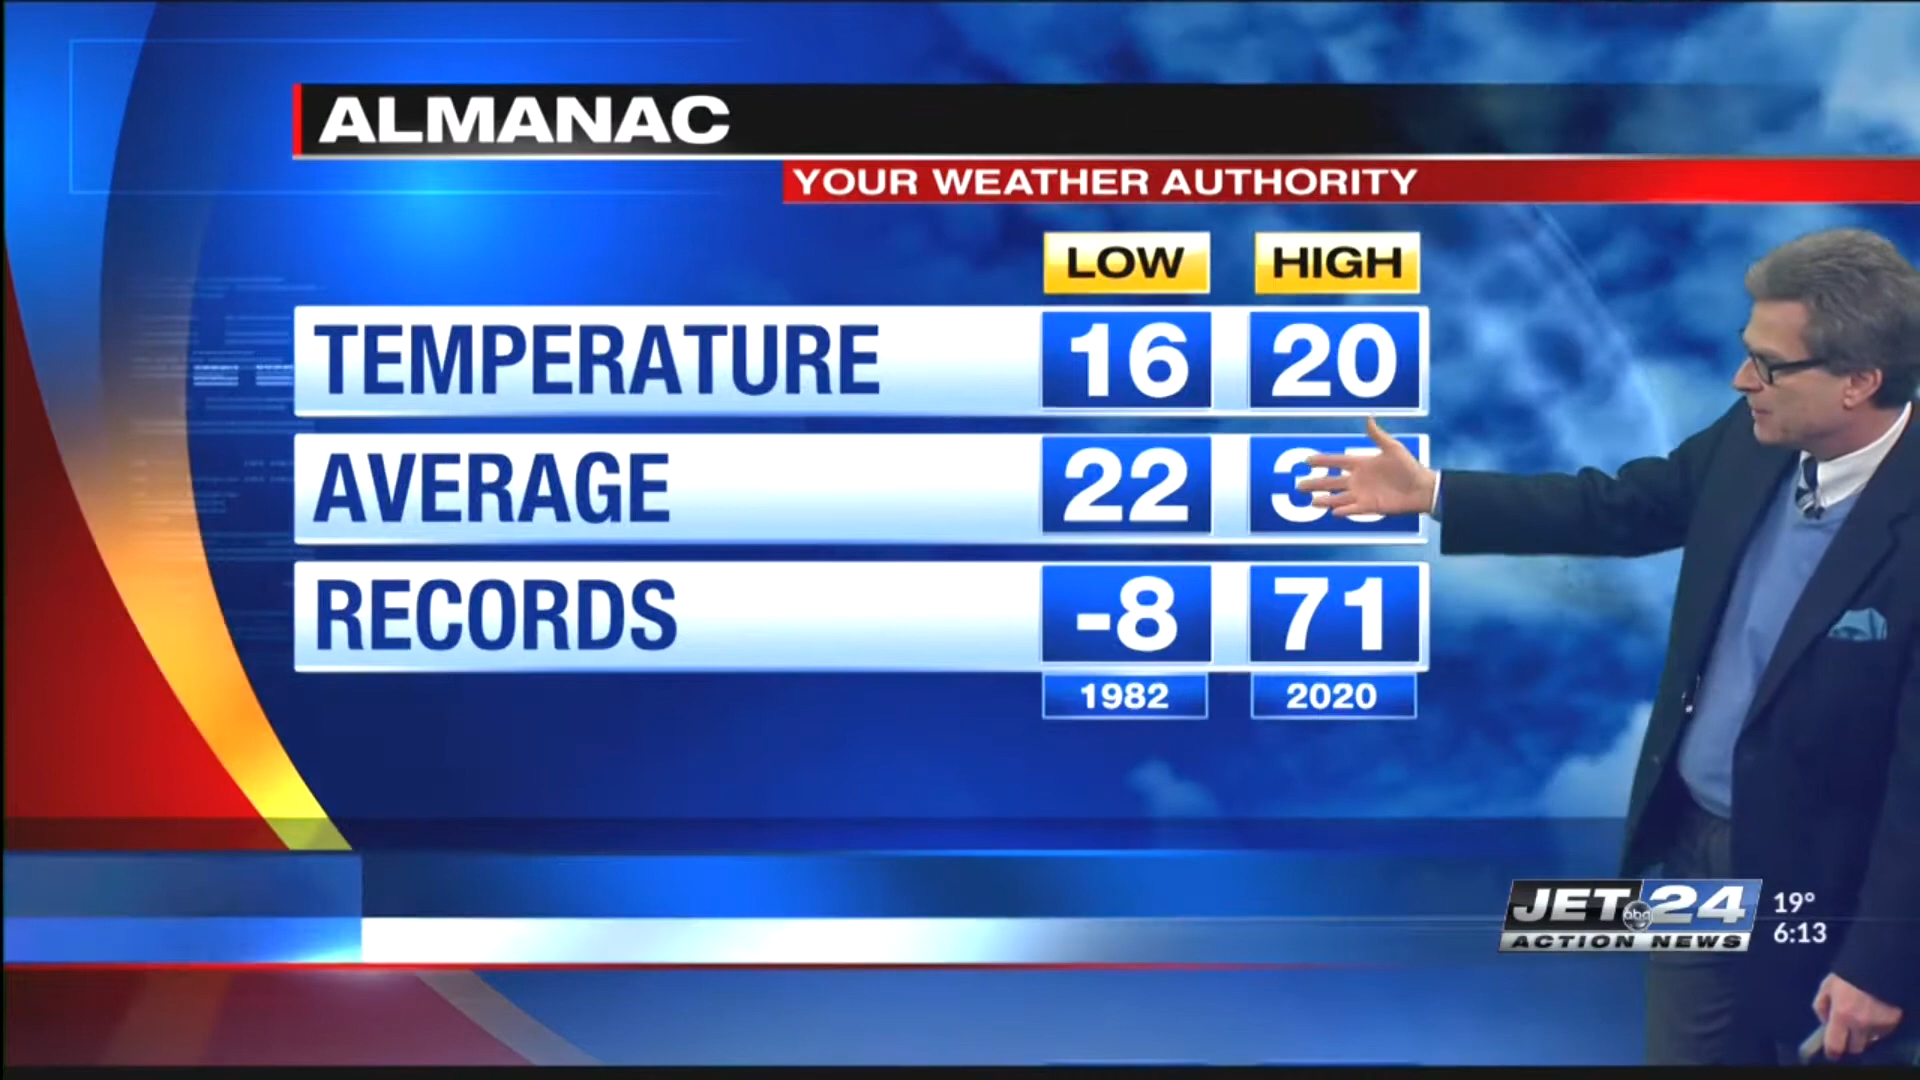 ALMANAC
YOUR WEATHER AUTHORITY
LOW HIGH
TEMPERATURE 16 20
AVERAGE 22
RECORDS -8 71
1982 2020
JET abc 24 19°
ACTION NEWS 6:13